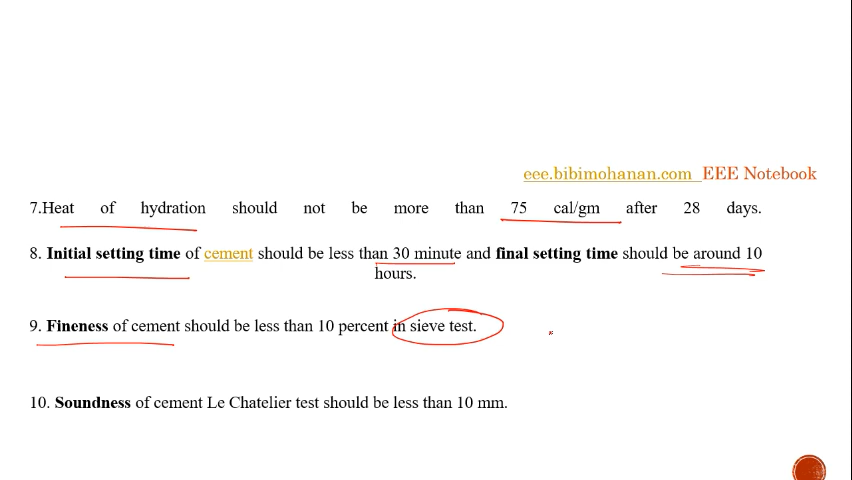 eee.bibimohanan.com EEE Notebook
7.Heat of hydration should not be more than 75 cal/gm after 28 days.
8. Initial setting time of cement should be less than 30 minute and final setting time should be around 10
hours.
9. Fineness of cement should be less than 10 percent in sieve test.
10. Soundness of cement Le Chatelier test should be less than 10 mm.